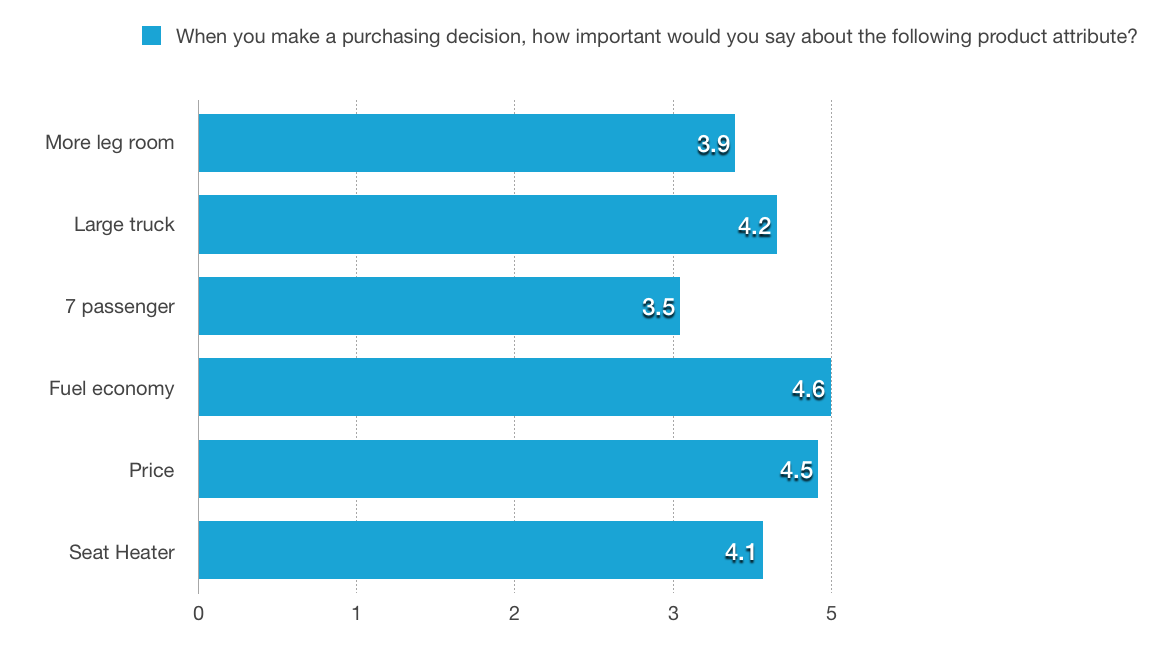 When you make a purchasing decision, how important would you say about the following product attribute?
More leg room 3.9
Large truck 4.2
7 passenger 3.5
Fuel economy 4.6
Price 4.5
Seat Heater 4.1
0 1 2 3 5